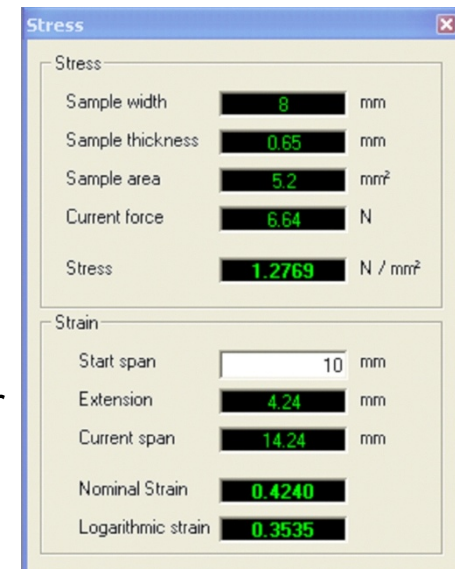 Stress
Stress
Sample width 8 mm
Sample thickness 0.65 mm
Sample area 5.2 mm²
Current force 6.64 N
Stress 1.2769 N / mm²
Strain
Start span 10 mm
Extension 4.24 mm
Current span 14.24 mm
Nominal Strain 0.4240
Logarithmic strain 0.3535